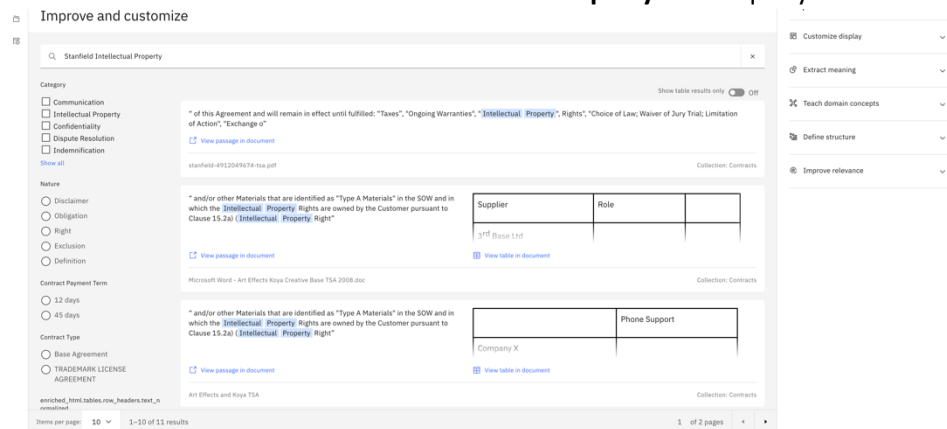 Improve and customize
Stanfield Intellectual Property
Category
Communication
Intellectual Property
Confidentiality
Dispute Resolution
Indemnification
Show all
Nature
Disclaimer
Obligation
Right
Exclusion
Definition
Contract Payment Term
12 days
45 days
Contract Type
Base Agreement
TRADEMARK LICENSE
AGREEMENT
enriched_html.tables.row_headers.text_n
ormalized
Show table results only Off
" of this Agreement and will remain in effect until fulfilled: "Taxes", "Ongoing Warranties", "Intellectual Property", Rights", "Choice of Law; Waiver of Jury Trial; Limitation
of Action", "Exchange o"
View passage in document
stanfield-4912049674-tsa.pdf Collection: Contracts
" and/or other Materials that are identified as "Type A Materials" in the SOW and in
which the Intellectual Property Rights are owned by the Customer pursuant to
Clause 15.2a) (Intellectual Property Right"
Supplier Role
3rd Base Ltd
View passage in document View table in document
Microsoft Word - Art Effects Koya Creative Base TSA 2008.doc Collection: Contracts
" and/or other Materials that are identified as "Type A Materials" in the SOW and in
which the Intellectual Property Rights are owned by the Customer pursuant to
Clause 15.2a) (Intellectual Property Right"
Phone Support
Company X
View passage in document View table in document
Art Effects and Koya TSA Collection: Contracts
Items per page: 10 1–10 of 11 results 1 of 2 pages
Customize display
Extract meaning
Teach domain concepts
Define structure
Improve relevance